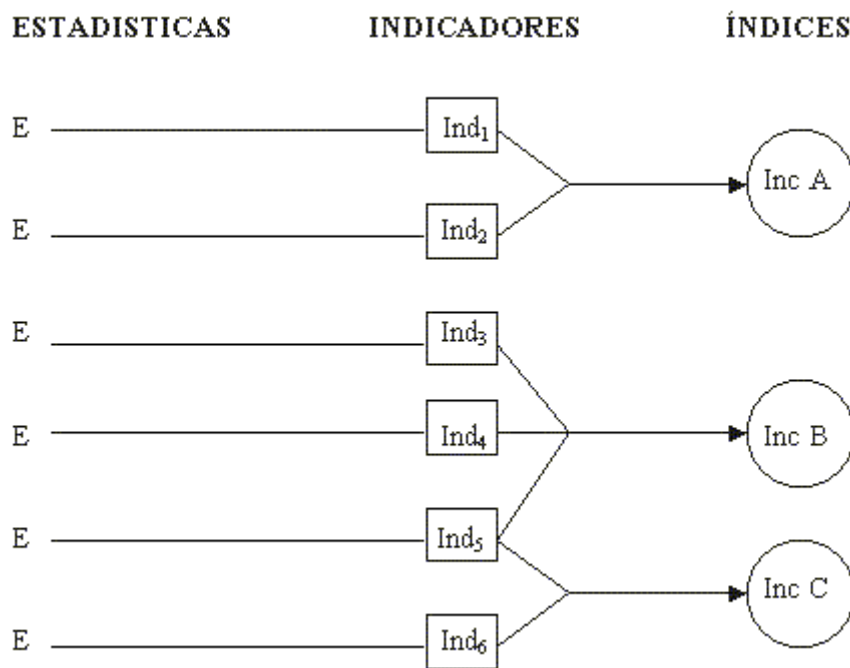 ESTADISTICAS INDICADORES ÍNDICES
E Ind₁
Inc A
E Ind₂
E Ind₃
E Ind₄ Inc B
E Ind₅
Inc C
E Ind₆